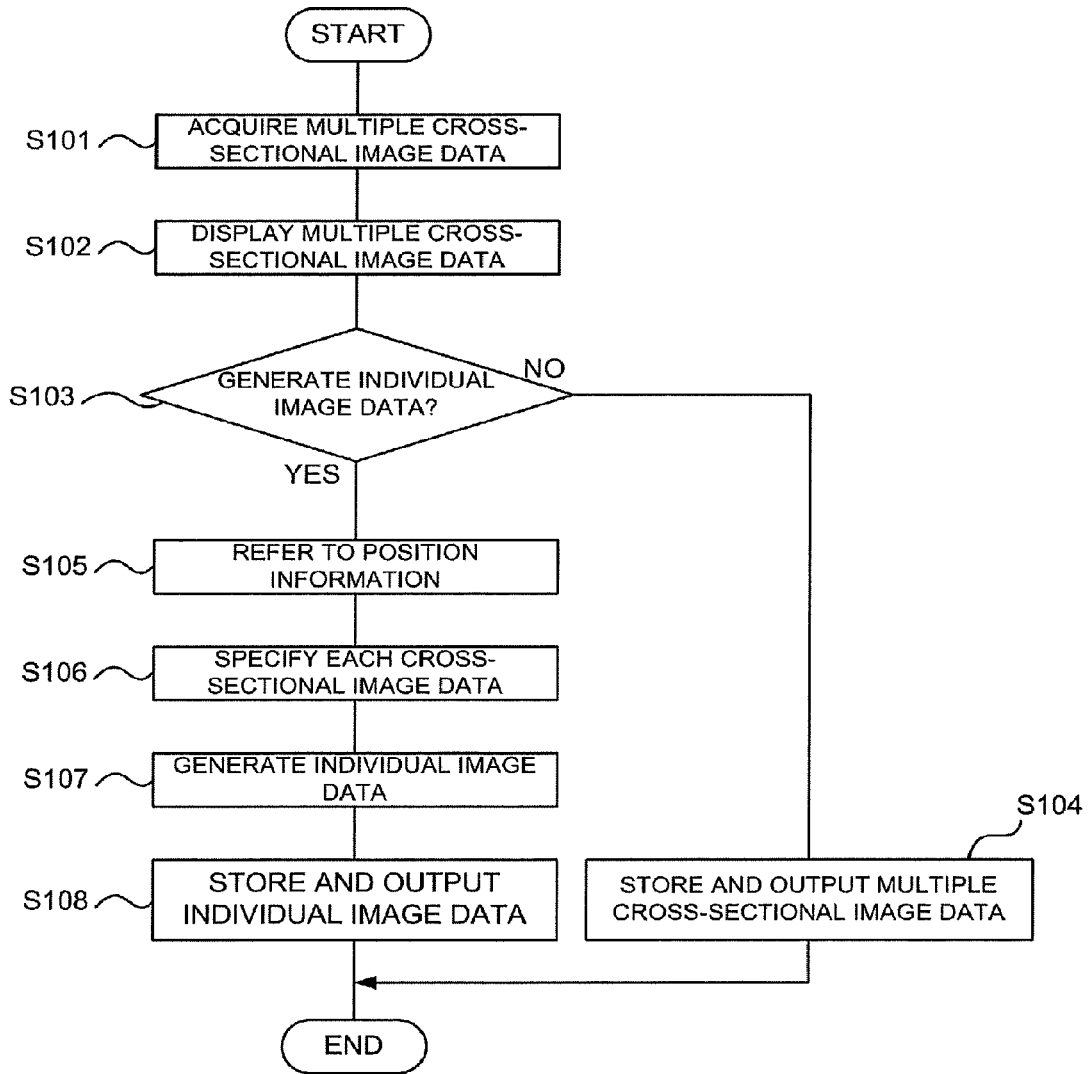 START
S101
ACQUIRE MULTIPLE CROSS-
SECTIONAL IMAGE DATA
S102
DISPLAY MULTIPLE CROSS-
SECTIONAL IMAGE DATA
S103
GENERATE INDIVIDUAL
IMAGE DATA?
NO
YES
S105
REFER TO POSITION
INFORMATION
S106
SPECIFY EACH CROSS-
SECTIONAL IMAGE DATA
S107
GENERATE INDIVIDUAL IMAGE
DATA
S104
S108
STORE AND OUTPUT
INDIVIDUAL IMAGE DATA
STORE AND OUTPUT MULTIPLE
CROSS-SECTIONAL IMAGE DATA
END